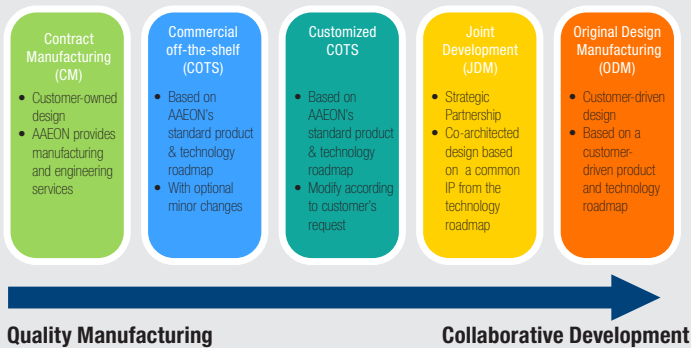 Contract
Manufacturing
(CM)
• Customer-owned
design
• AAEON provides
manufacturing
and engineering
services
Commercial
off-the-shelf
(COTS)
• Based on
AAEON's
standard product
& technology
roadmap
• With optional
minor changes
Customized
COTS
• Based on
AAEON's
standard product
& technology
roadmap
• Modify according
to customer's
request
Joint
Development
(JDM)
• Strategic
Partnership
• Co-architected
design based
on a common
IP from the
technology
roadmap
Original Design
Manufacturing
(ODM)
• Customer-driven
design
• Based on a
customer-
driven product
and technology
roadmap
Quality Manufacturing
Collaborative Development